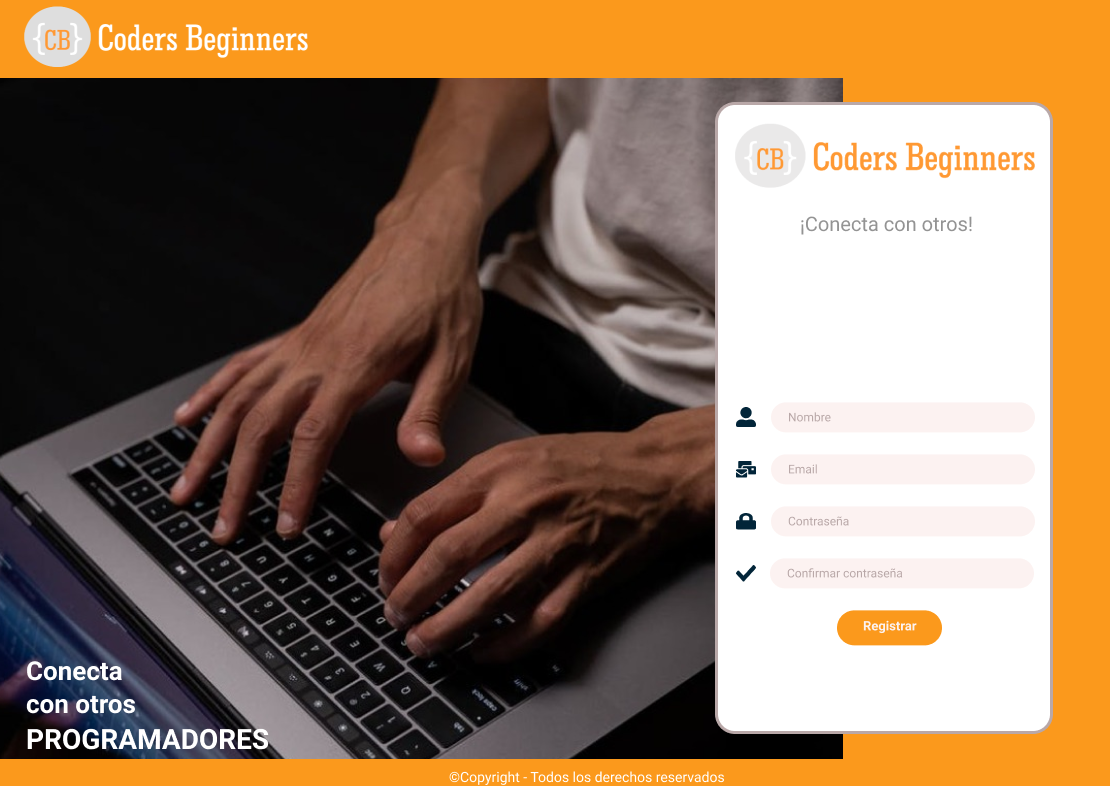 {CB} Coders Beginners
{CB} Coders Beginners
¡Conecta con otros!
Nombre
Email
Contraseña
Confirmar contraseña
Registrar
Conecta
con otros
PROGRAMADORES
©Copyright - Todos los derechos reservados